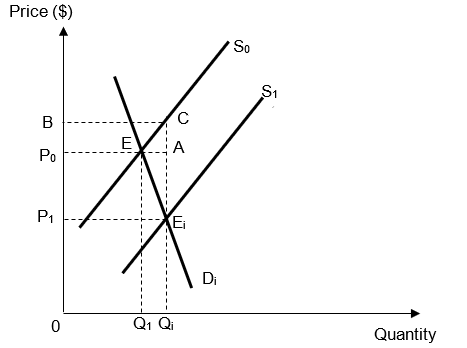 Price ($)
S₀
S₁
B
C
P₀
E
A
P₁
Eᵢ
Dᵢ
0
Q₁
Qᵢ
Quantity